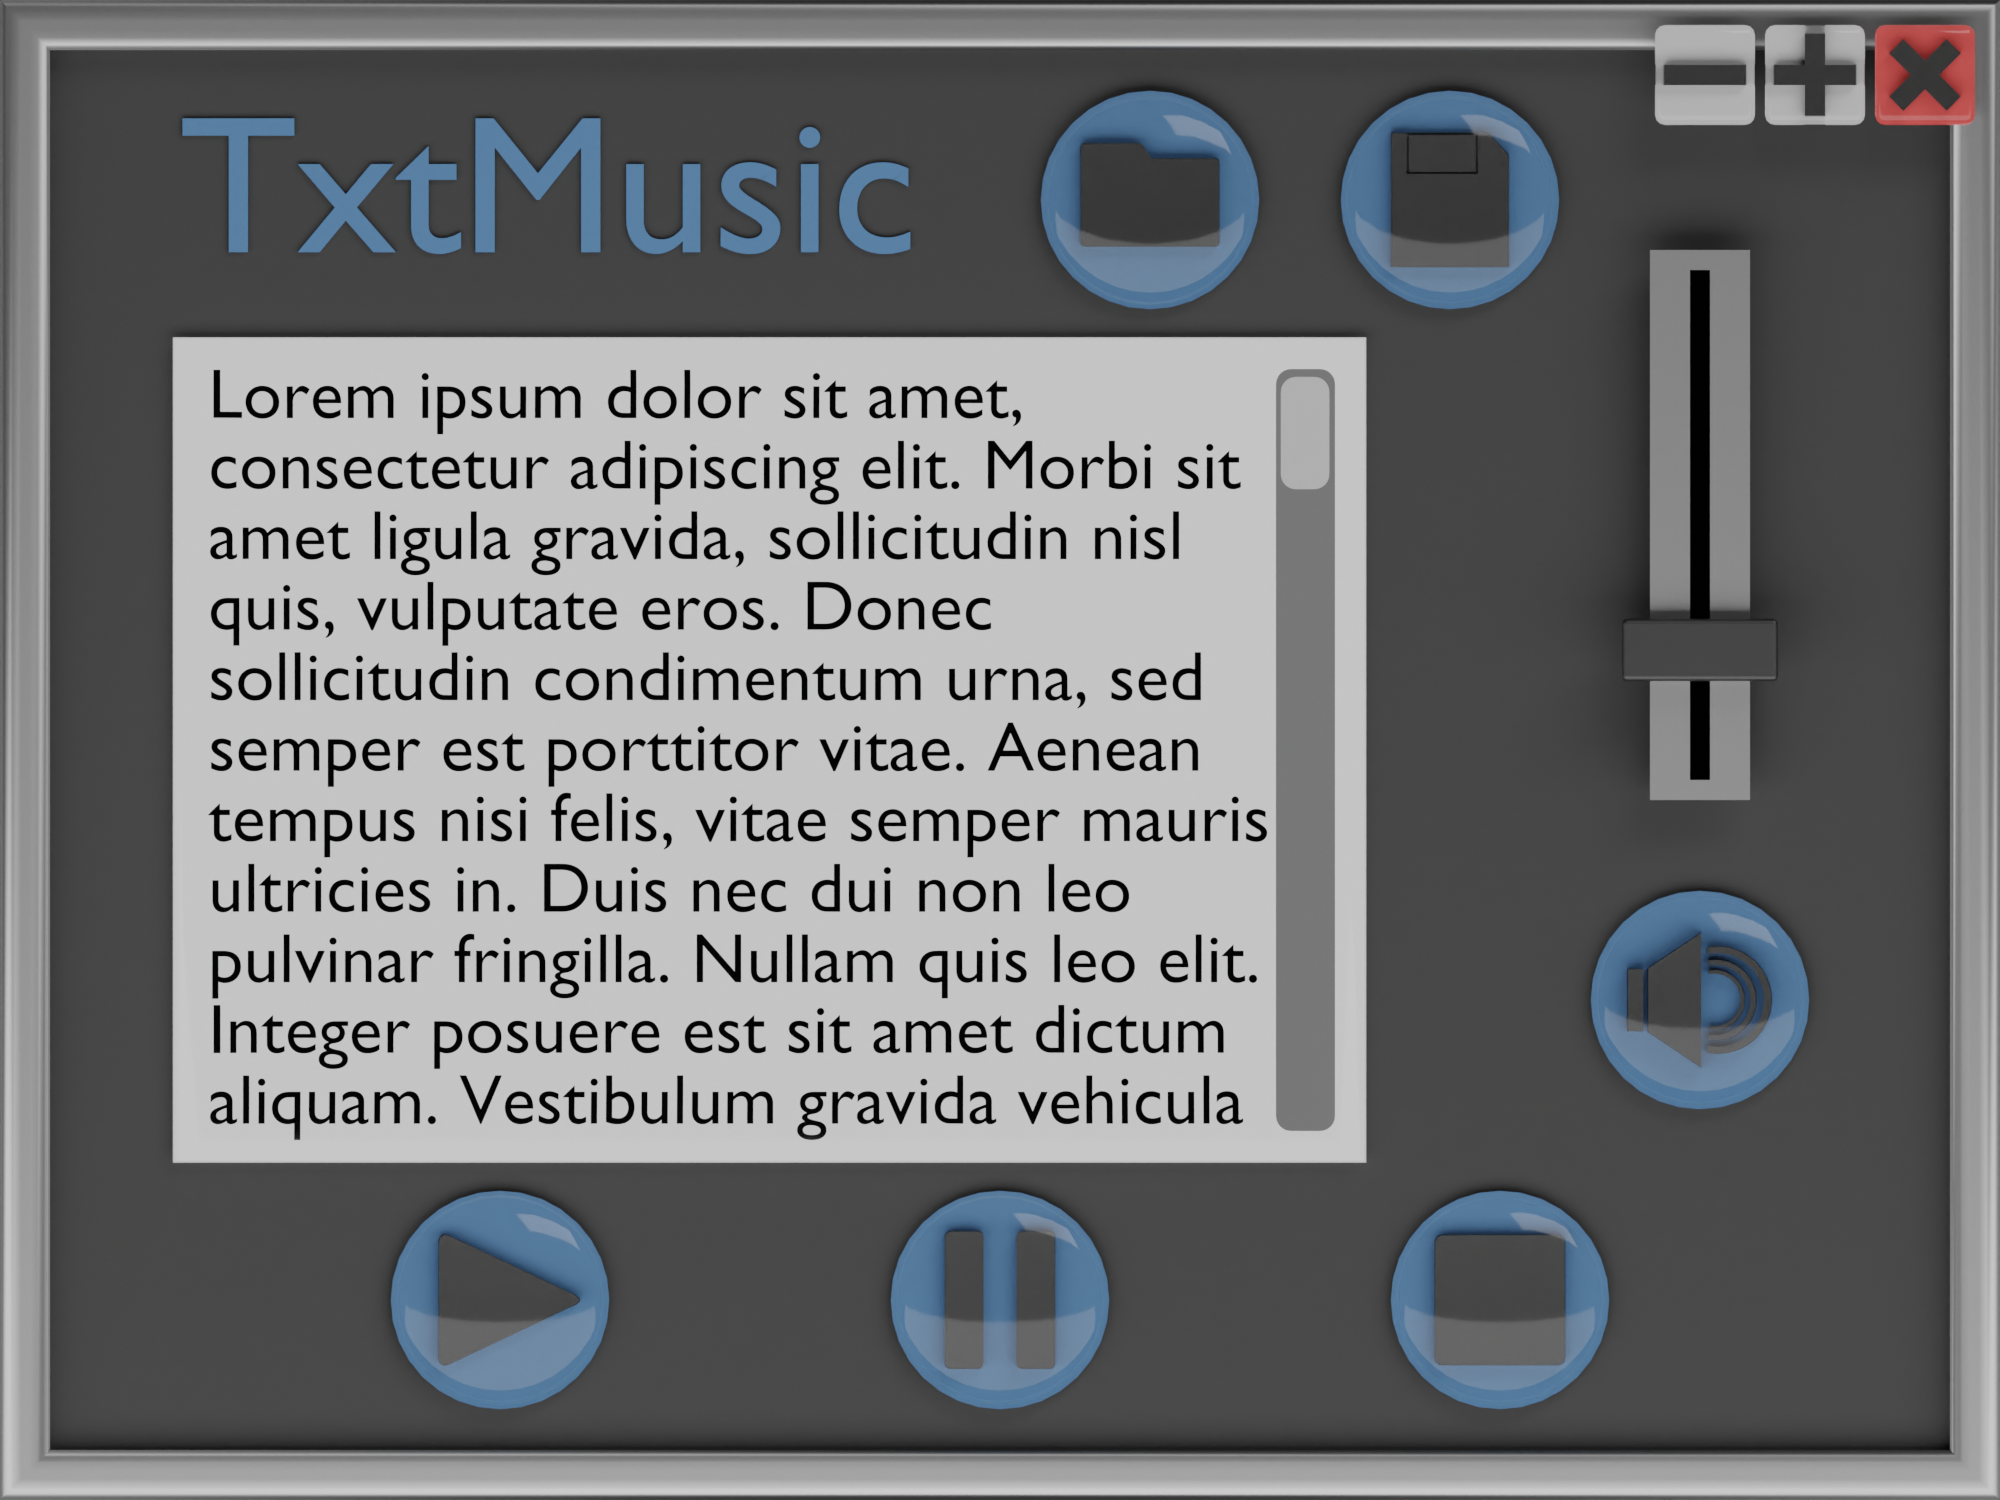 TxtMusic
Lorem ipsum dolor sit amet,
consectetur adipiscing elit. Morbi sit
amet ligula gravida, sollicitudin nisl
quis, vulputate eros. Donec
sollicitudin condimentum urna, sed
semper est porttitor vitae. Aenean
tempus nisi felis, vitae semper mauris
ultricies in. Duis nec dui non leo
pulvinar fringilla. Nullam quis leo elit.
Integer posuere est sit amet dictum
aliquam. Vestibulum gravida vehicula